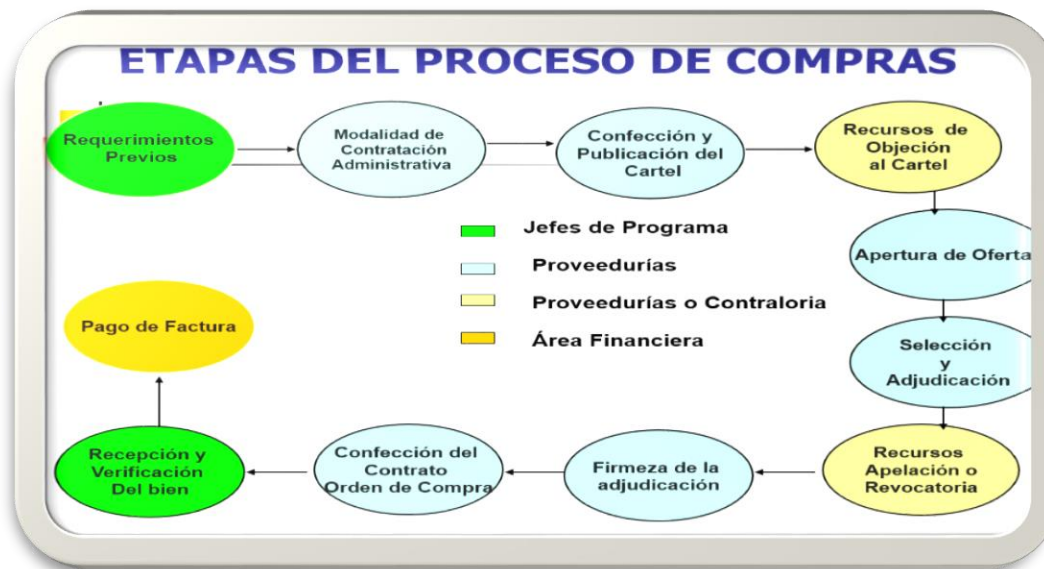 ETAPAS DEL PROCESO DE COMPRAS
Requerimientos
Previos
Modalidad de
Contratación
Administrativa
Confección y
Publicación del
Cartel
Recursos de
Objeción
al Cartel
Jefes de Programa
Proveedurías
Proveedurías o Contraloria
Área Financiera
Apertura de Oferta
Selección
y
Adjudicación
Recursos
Apelación o
Revocatoria
Firmeza de la
adjudicación
Confección del
Contrato
Orden de Compra
Recepción y
Verificación
Del bien
Pago de Factura